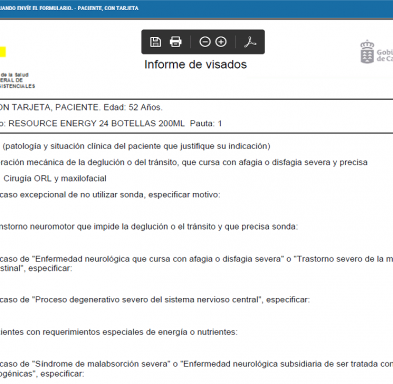 UANDO ENVÍE EL FORMULARIO. - PACIENTE, CON TARJETA
Informe de visados
Gobi
de Ca
de la Salud
ERAL DE
ISTENCIALES
ON TARJETA, PACIENTE. Edad: 52 Años.
o: RESOURCE ENERGY 24 BOTELLAS 200ML Pauta: 1
(patología y situación clínica del paciente que justifique su indicación)
eración mecánica de la deglución o del tránsito, que cursa con afagia o disfagia severa y precisa
Cirugía ORL y maxilofacial
caso excepcional de no utilizar sonda, especificar motivo:
nstorno neuromotor que impide la deglución o el tránsito y que precisa sonda:
caso de "Enfermedad neurológica que cursa con afagia o disfagia severa" o "Trastorno severo de la m
stinal", especificar:
caso de "Proceso degenerativo severo del sistema nervioso central", especificar:
ientes con requerimientos especiales de energía o nutrientes:
caso de "Síndrome de malabsorción severa" o "Enfermedad neurológica subsidiaria de ser tratada con
ogénicas", especificar: